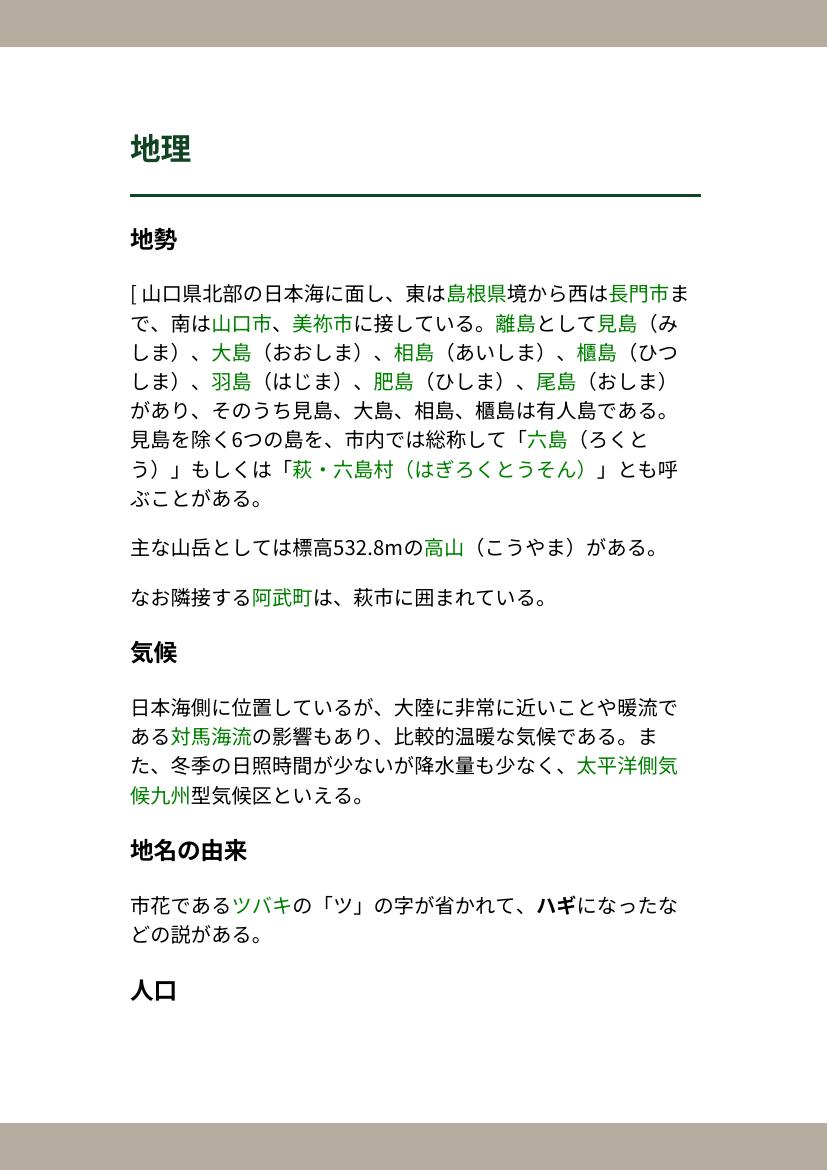 地理
地勢
[ 山口県北部の日本海に面し、東は島根県境から西は長門市ま
で、南は山口市、美祢市に接している。離島として見島（み
しま）、大島（おおしま）、相島（あいしま）、櫃島（ひつ
しま）、羽島（はじま）、肥島（ひしま）、尾島（おしま）
があり、そのうち見島、大島、相島、櫃島は有人島である。
見島を除く6つの島を、市内では総称して「六島（ろくと
う）」もしくは「萩・六島村（はぎろくとうそん）」とも呼
ぶことがある。
主な山岳としては標高532.8mの高山（こうやま）がある。
なお隣接する阿武町は、萩市に囲まれている。
気候
日本海側に位置しているが、大陸に非常に近いことや暖流で
ある対馬海流の影響もあり、比較的温暖な気候である。ま
た、冬季の日照時間が少ないが降水量も少なく、太平洋側気
候九州型気候区といえる。
地名の由来
市花であるツバキの「ツ」の字が省かれて、ハギになったな
どの説がある。
人口